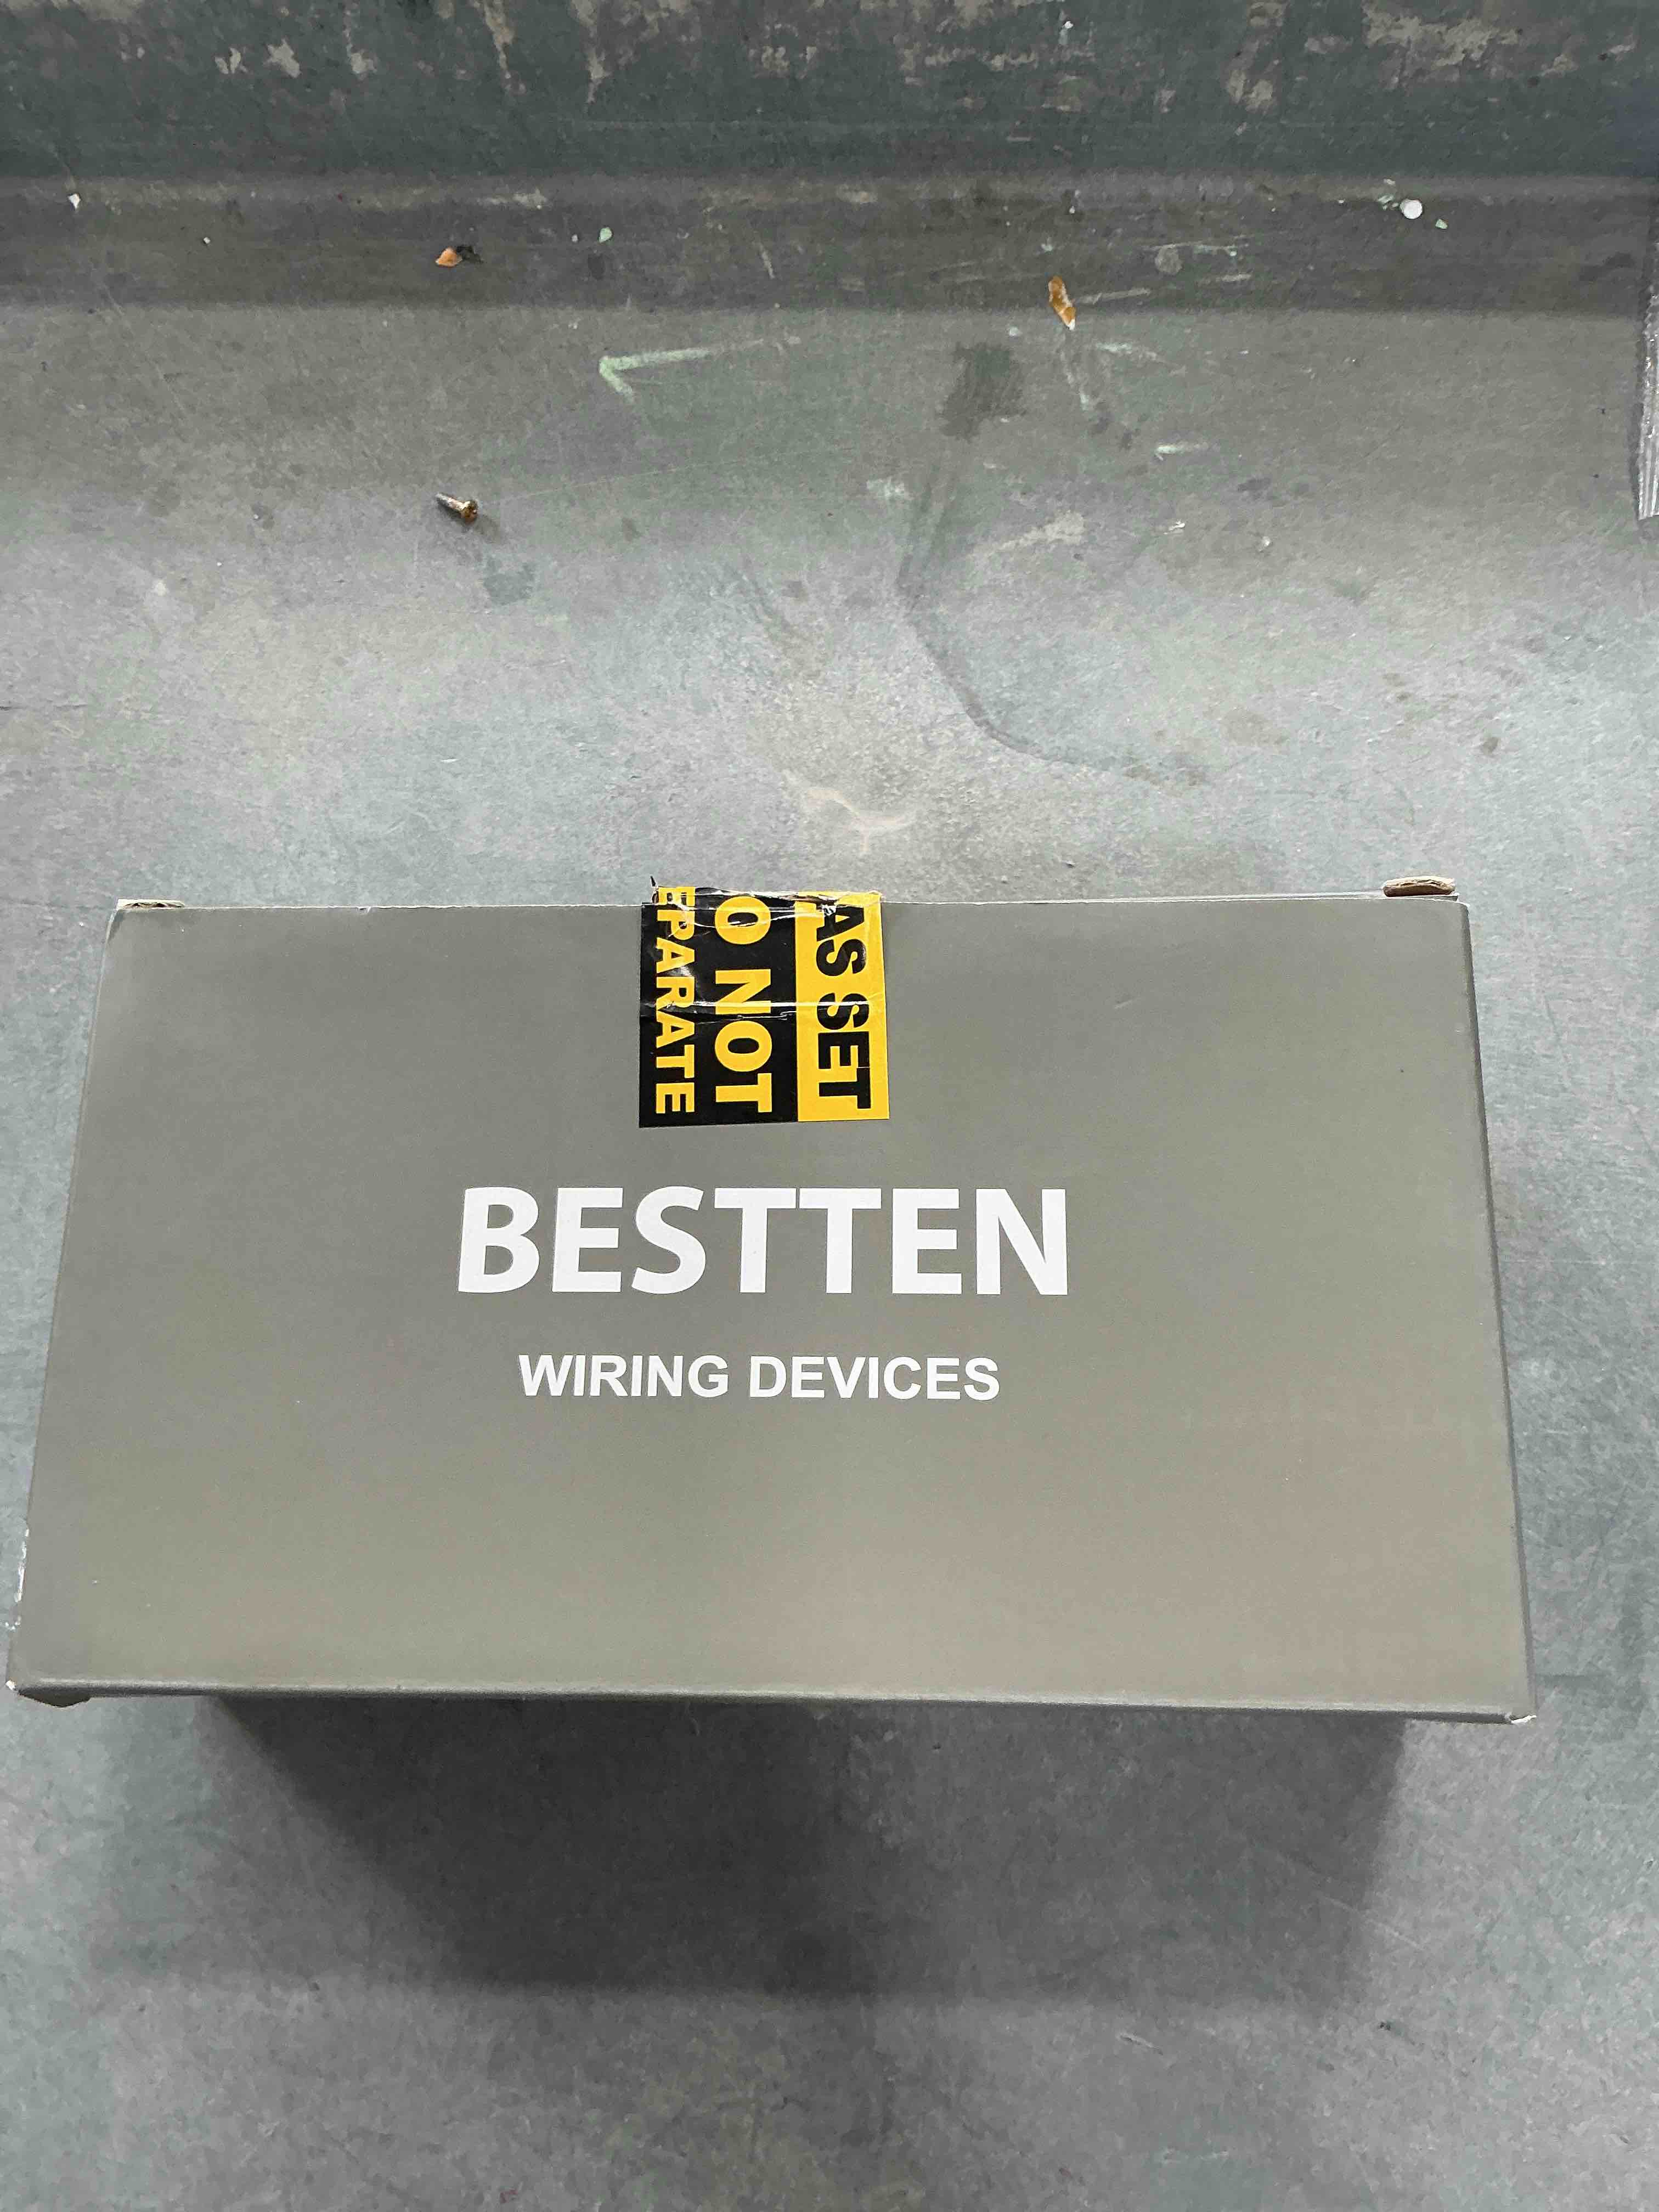 AS SET
O NOT
EPARATE
BESTTEN
WIRING DEVICES